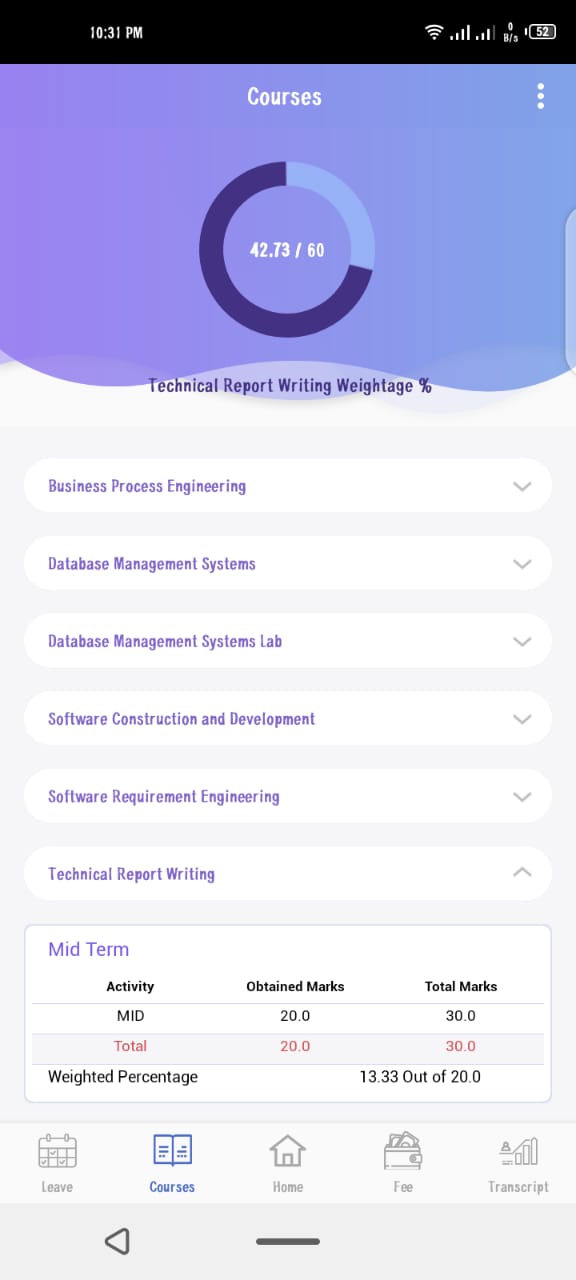 10:31 PM
0
B/s
52
Courses
42.73 / 60
Technical Report Writing Weightage %
Business Process Engineering
Database Management Systems
Database Management Systems Lab
Software Construction and Development
Software Requirement Engineering
Technical Report Writing
Mid Term
Activity Obtained Marks Total Marks
MID 20.0 30.0
Total 20.0 30.0
Weighted Percentage 13.33 Out of 20.0
Leave Courses Home Fee Transcript